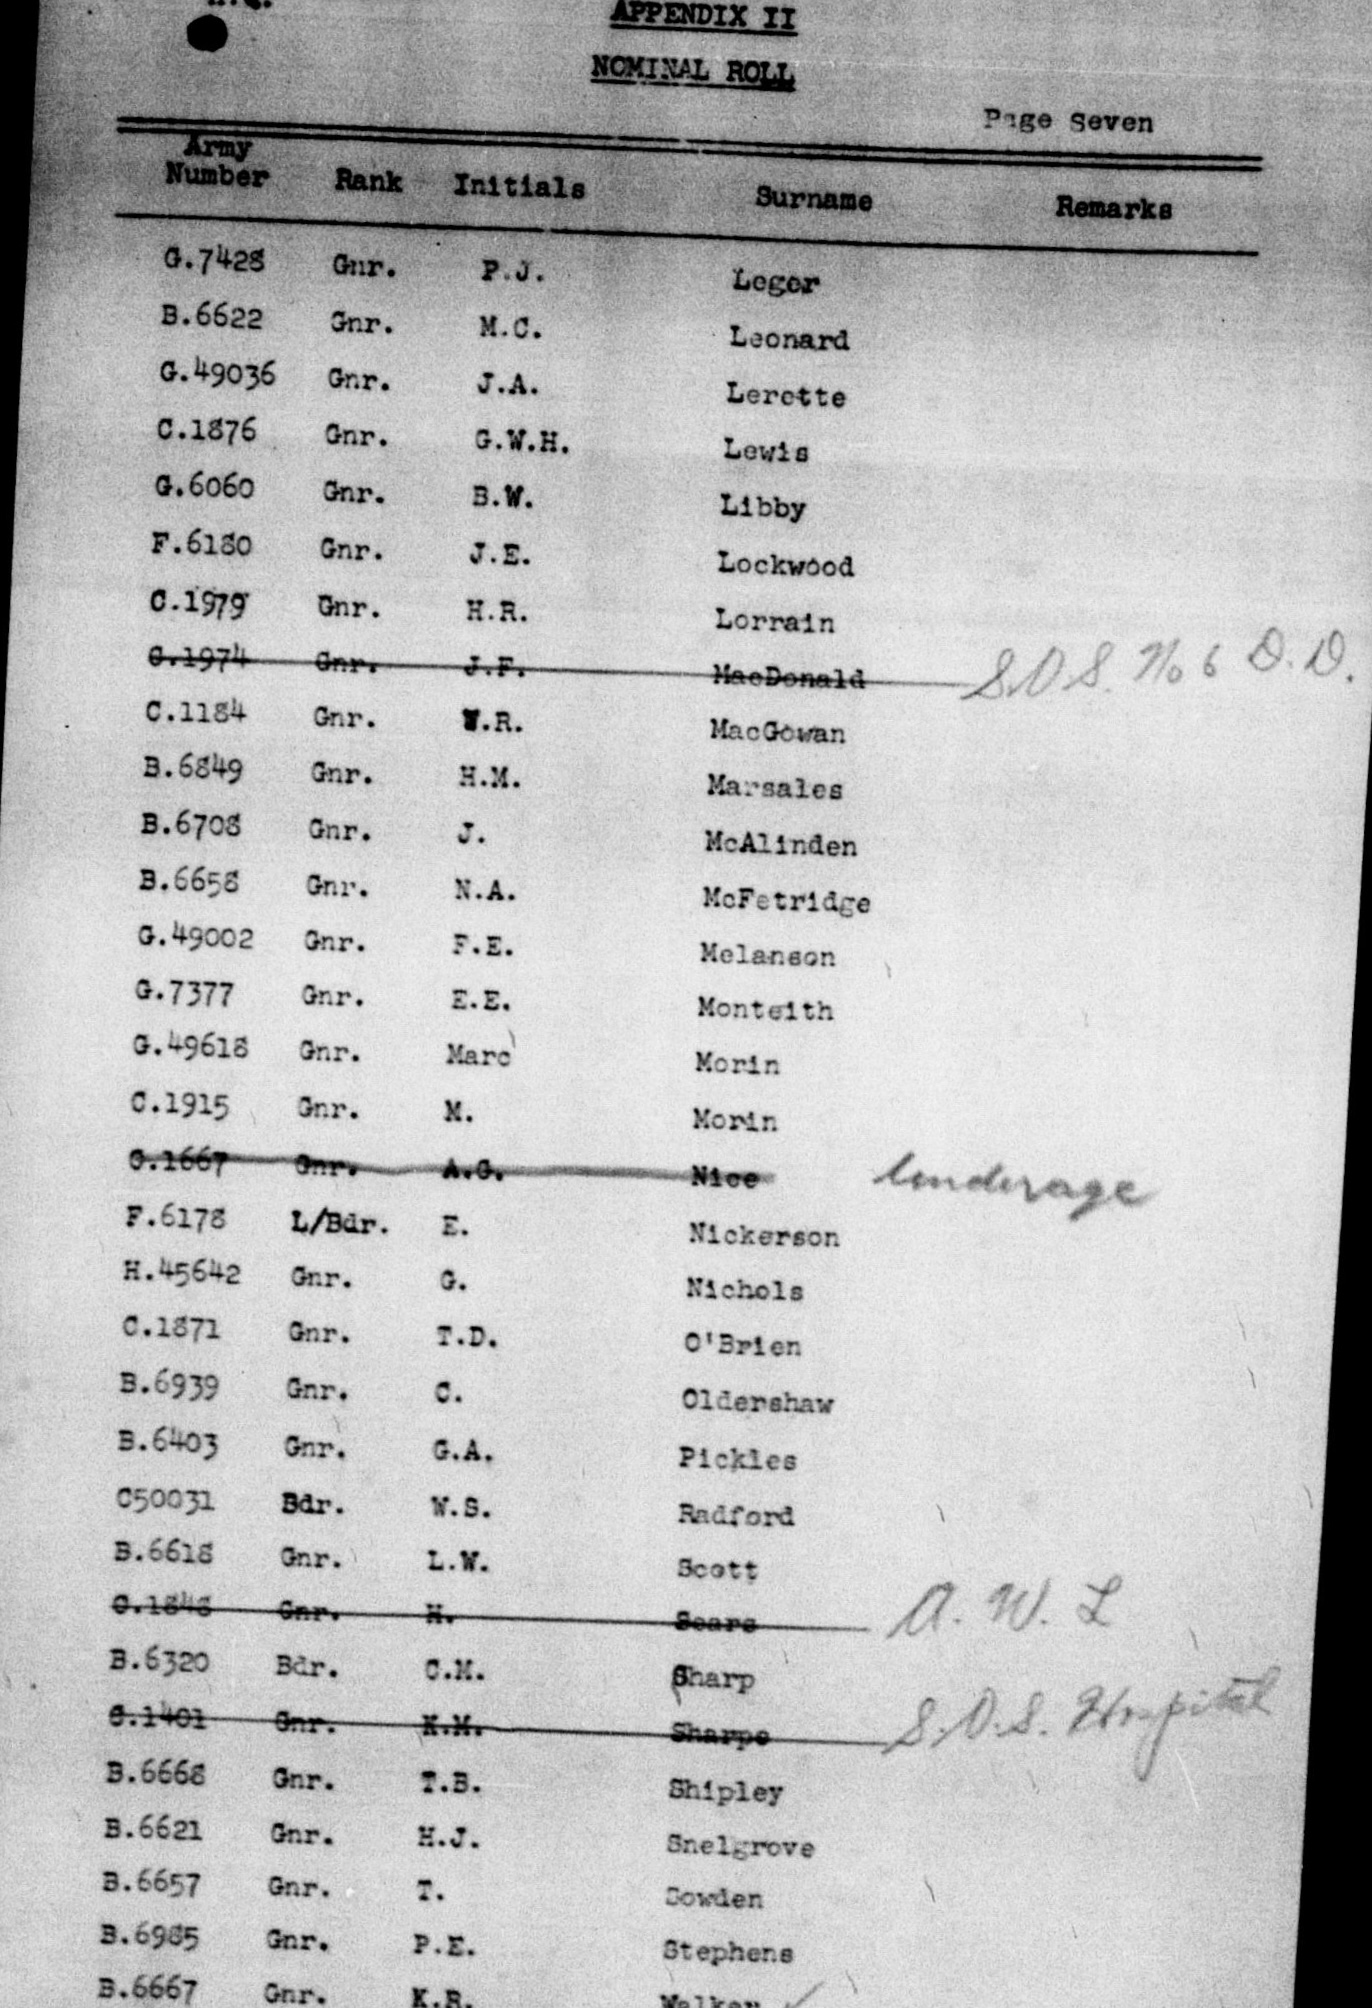 APPENDIX II
NOMINAL ROLL
Page Seven
Army Number Rank Initials Surname Remarks
G.7428 Gnr. P.J. Leger
B.6622 Gnr. M.C. Leonard
G.49036 Gnr. J.A. Lerette
C.1876 Gnr. G.W.H. Lewis
G.6060 Gnr. B.W. Libby
F.6180 Gnr. J.E. Lockwood
C.1979 Gnr. H.R. Lorrain
C.1974 Gnr. J.F. MacDonald S.O.S. No 6 D.D.
C.1184 Gnr. W.R. MacGowan
B.6849 Gnr. H.M. Marsales
B.6708 Gnr. J. McAlinden
B.6658 Gnr. N.A. McFetridge
G.49002 Gnr. F.E. Melanson
G.7377 Gnr. E.E. Monteith
G.49618 Gnr. Marc Morin
C.1915 Gnr. M. Morin
C.1667 Gnr. A.G. Nice Underage
F.6178 L/Bdr. E. Nickerson
H.45642 Gnr. G. Nichols
C.1871 Gnr. T.D. O'Brien
B.6939 Gnr. C. Oldershaw
B.6403 Gnr. G.A. Pickles
C50031 Bdr. W.S. Radford
B.6618 Gnr. L.W. Scott
C.1848 Gnr. H. Sears A. W. L
B.6320 Bdr. C.M. Sharp
C.1401 Gnr. K.M. Sharpe S.O.S. Hospital
B.6668 Gnr. T.B. Shipley
B.6621 Gnr. H.J. Snelgrove
B.6657 Gnr. T. Sowden
B.6985 Gnr. P.E. Stephens
B.6667 Gnr. K.R. Walker